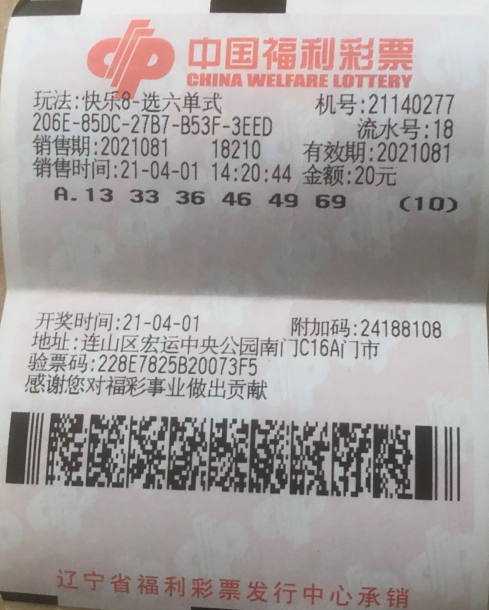 中国福利彩票
CHINA WELFARE LOTTERY
玩法:快乐8-选六单式 机号:21140277
206E-85DC-27B7-B53F-3EED 流水号:18
销售期:2021081 18210 有效期:2021081
销售时间:21-04-01 14:20:44 金额:20元
A.13 33 36 46 49 69 (10)
开奖时间:21-04-01 附加码:24188108
地址:连山区宏运中央公园南门C16A门市
验票码:228E7825B20073F5
感谢您对福彩事业做出贡献
辽宁省福利彩票发行中心承销